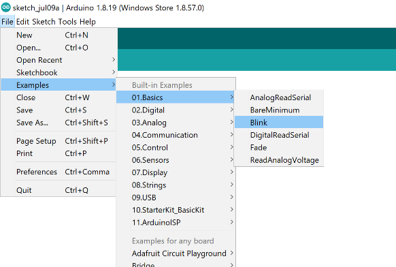 sketch_jul09a | Arduino 1.8.19 (Windows Store 1.8.57.0)
File Edit Sketch Tools Help
New Ctrl+N
Open... Ctrl+O
Open Recent
Sketchbook
Examples
Close Ctrl+W
Save Ctrl+S
Save As... Ctrl+Shift+S
Page Setup Ctrl+Shift+P
Print Ctrl+P
Preferences Ctrl+Comma
Quit Ctrl+Q
Built-in Examples
01.Basics
02.Digital
03.Analog
04.Communication
05.Control
06.Sensors
07.Display
08.Strings
09.USB
10.StarterKit_BasicKit
11.ArduinoISP
Examples for any board
Adafruit Circuit Playground
Bridge
AnalogReadSerial
BareMinimum
Blink
DigitalReadSerial
Fade
ReadAnalogVoltage